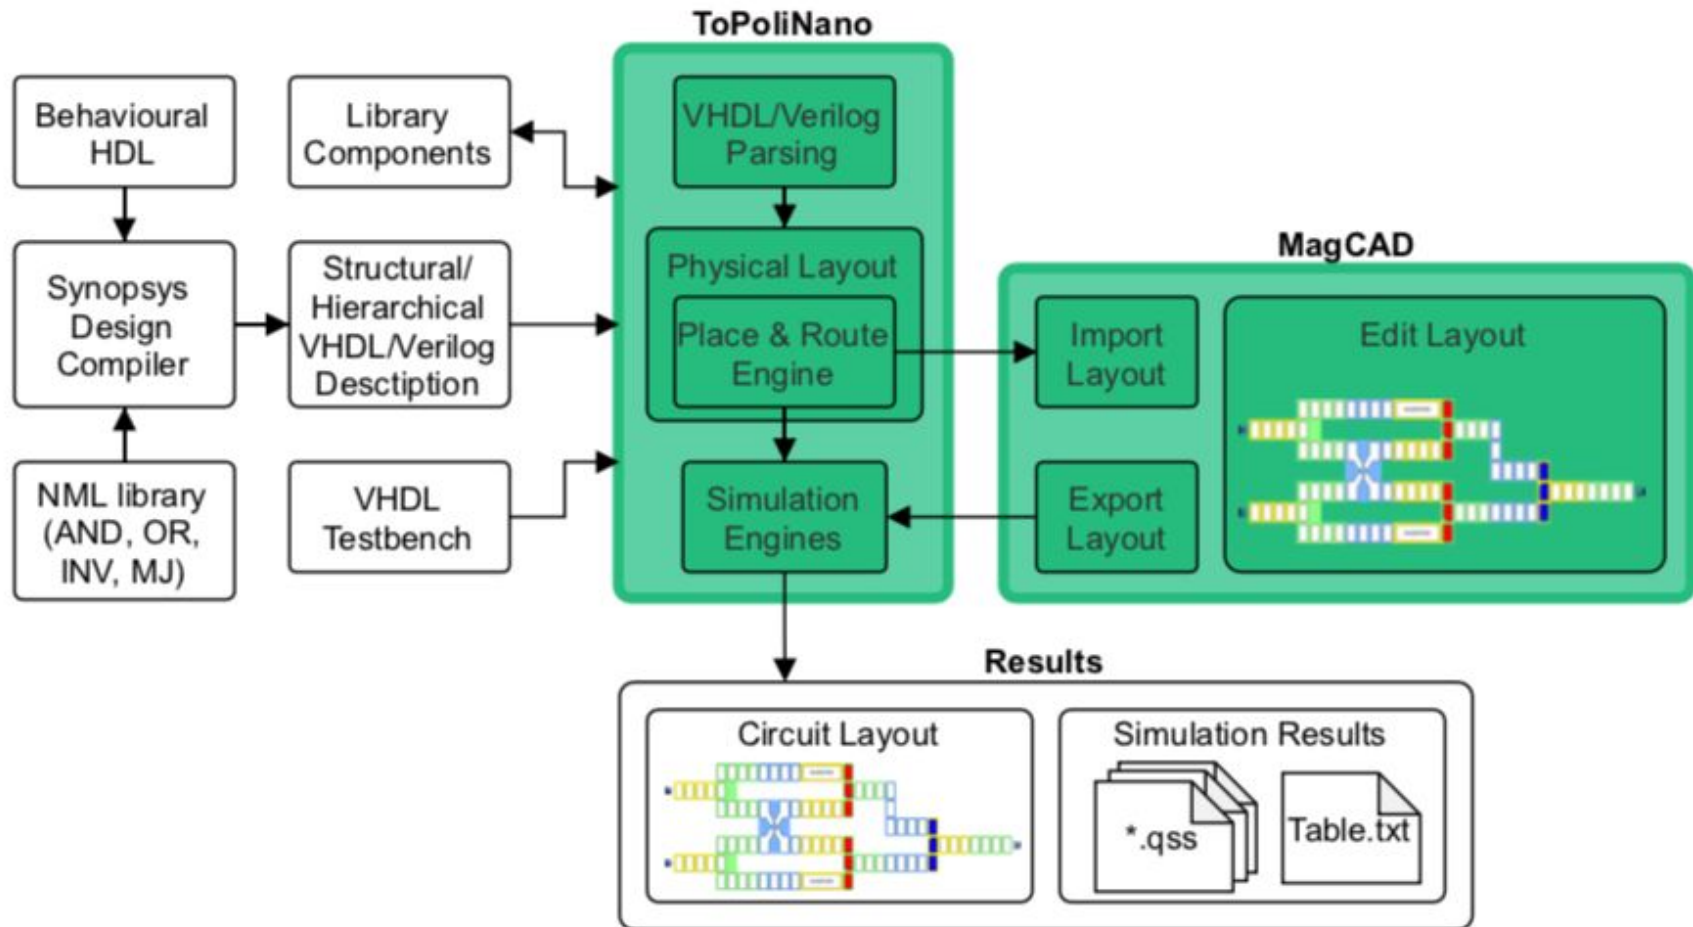 ToPoliNano
Behavioural
HDL
Library
Components
VHDL/Verilog
Parsing
Synopsys
Design
Compiler
Structural/
Hierarchical
VHDL/Verilog
Desctiption
Physical Layout
Place & Route
Engine
MagCAD
Import
Layout
Edit Layout
NML library
(AND, OR,
INV, MJ)
VHDL
Testbench
Simulation
Engines
Export
Layout
Results
Circuit Layout
Simulation Results
*.qss
Table.txt